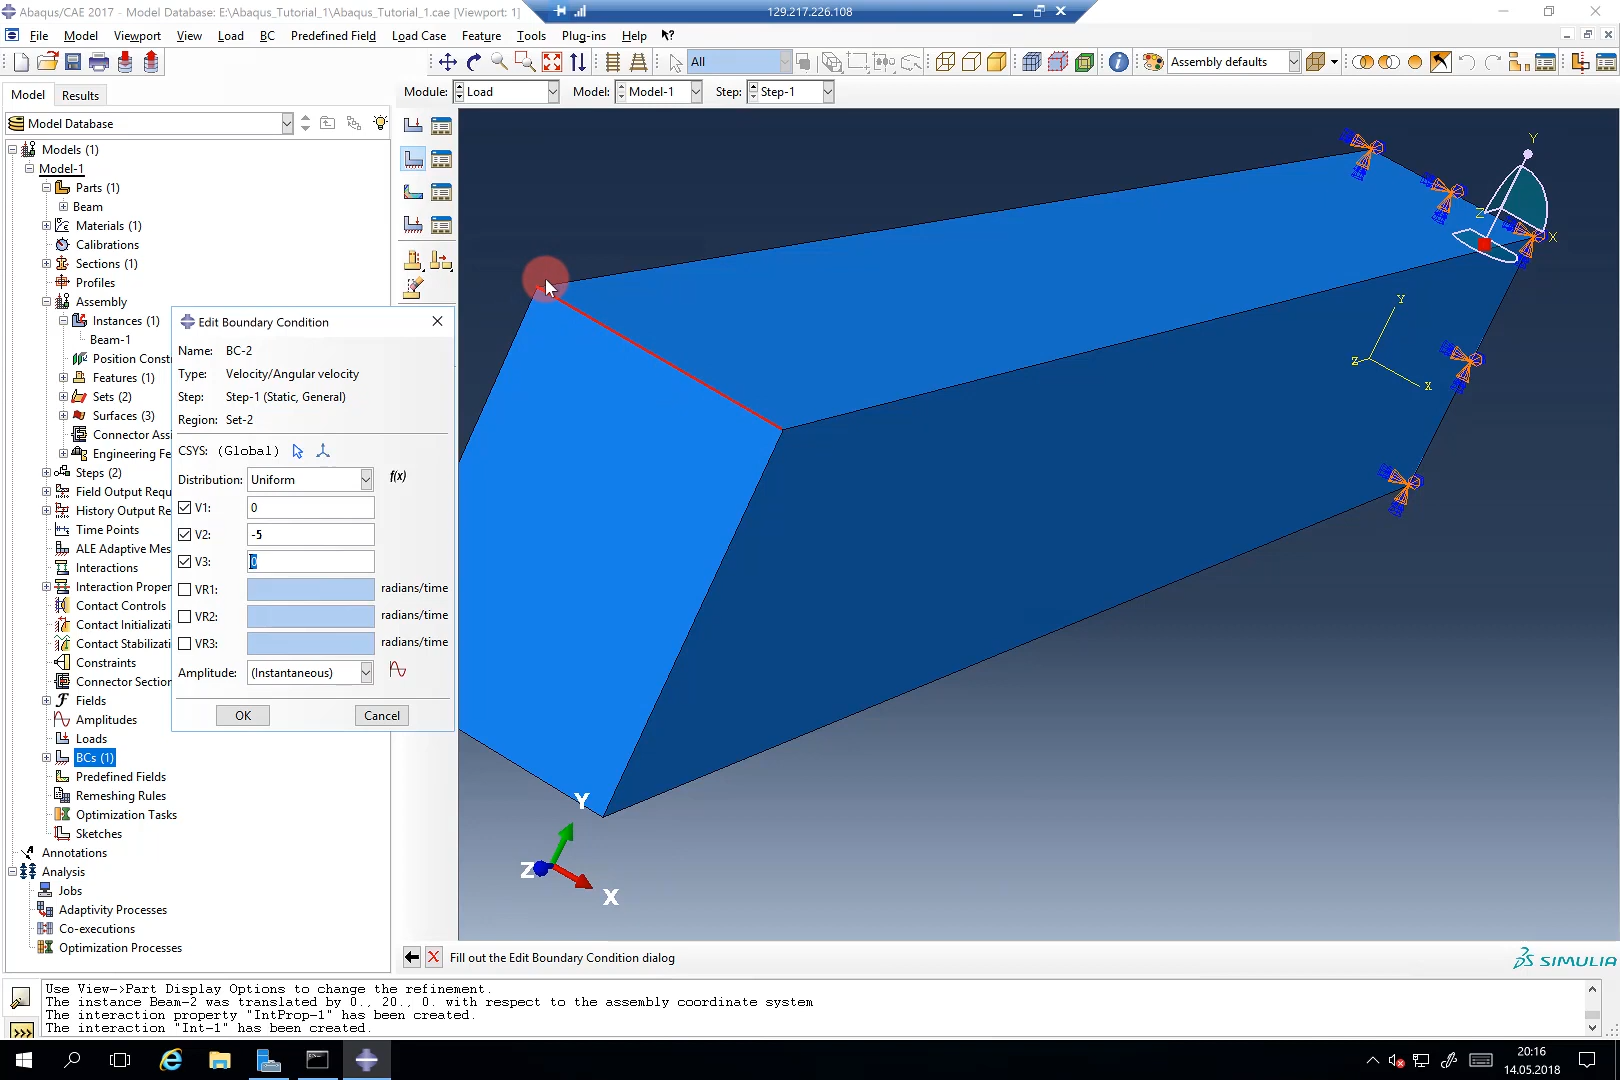 Abaqus/CAE 2017 - Model Database: E:\Abaqus_Tutorial_1\Abaqus_Tutorial_1.cae [Viewport: 1]
129.217.226.108
File Model Viewport View Load BC Predefined Field Load Case Feature Tools Plug-ins Help
All
Assembly defaults
Model Results
Module: Load Model: Model-1 Step: Step-1
Model Database
Models (1)
Model-1
Parts (1)
Beam
Materials (1)
Calibrations
Sections (1)
Profiles
Assembly
Instances (1)
Beam-1
Position Const
Features (1)
Sets (2)
Surfaces (3)
Connector Assi
Engineering Fe
Steps (2)
Field Output Requ
History Output Re
Time Points
ALE Adaptive Mes
Interactions
Interaction Proper
Contact Controls
Contact Initializati
Contact Stabilizati
Constraints
Connector Section
Fields
Amplitudes
Loads
BCs (1)
Predefined Fields
Remeshing Rules
Optimization Tasks
Sketches
Annotations
Analysis
Jobs
Adaptivity Processes
Co-executions
Optimization Processes
Edit Boundary Condition
Name: BC-2
Type: Velocity/Angular velocity
Step: Step-1 (Static, General)
Region: Set-2
CSYS: (Global)
Distribution: Uniform f(x)
V1: 0
V2: -5
V3: 0
VR1: radians/time
VR2: radians/time
VR3: radians/time
Amplitude: (Instantaneous)
OK Cancel
Y
Z
X
Y
Z
X
Y
Z
X
Fill out the Edit Boundary Condition dialog
SIMULIA
Use View->Part Display Options to change the refinement.
The instance Beam-2 was translated by 0., 20., 0. with respect to the assembly coordinate system
The interaction property "IntProp-1" has been created.
The interaction "Int-1" has been created.
>>>
20:16
14.05.2018